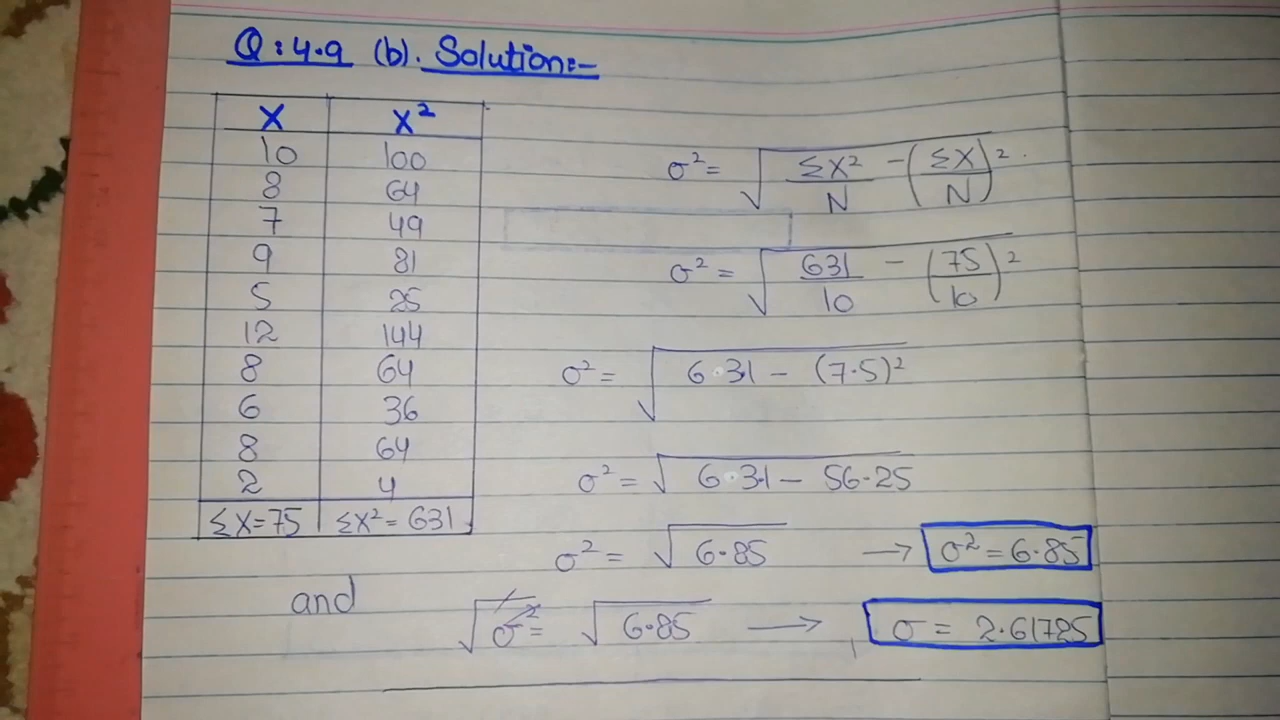 Q:4.9 (b). Solution:-
X X²
10 100
8 64
7 49
9 81
5 25
12 144
8 64
6 36
8 64
2 4
ΣX=75 ΣX²=631
σ² = √(ΣX²/N - (ΣX/N)²)
σ² = √(631/10 - (75/10)²)
σ² = √(6.31 - (7.5)²)
σ² = √(6.31 - 56.25)
σ² = √6.85 → σ²=6.85
and
√σ² = √6.85 → σ = 2.61725